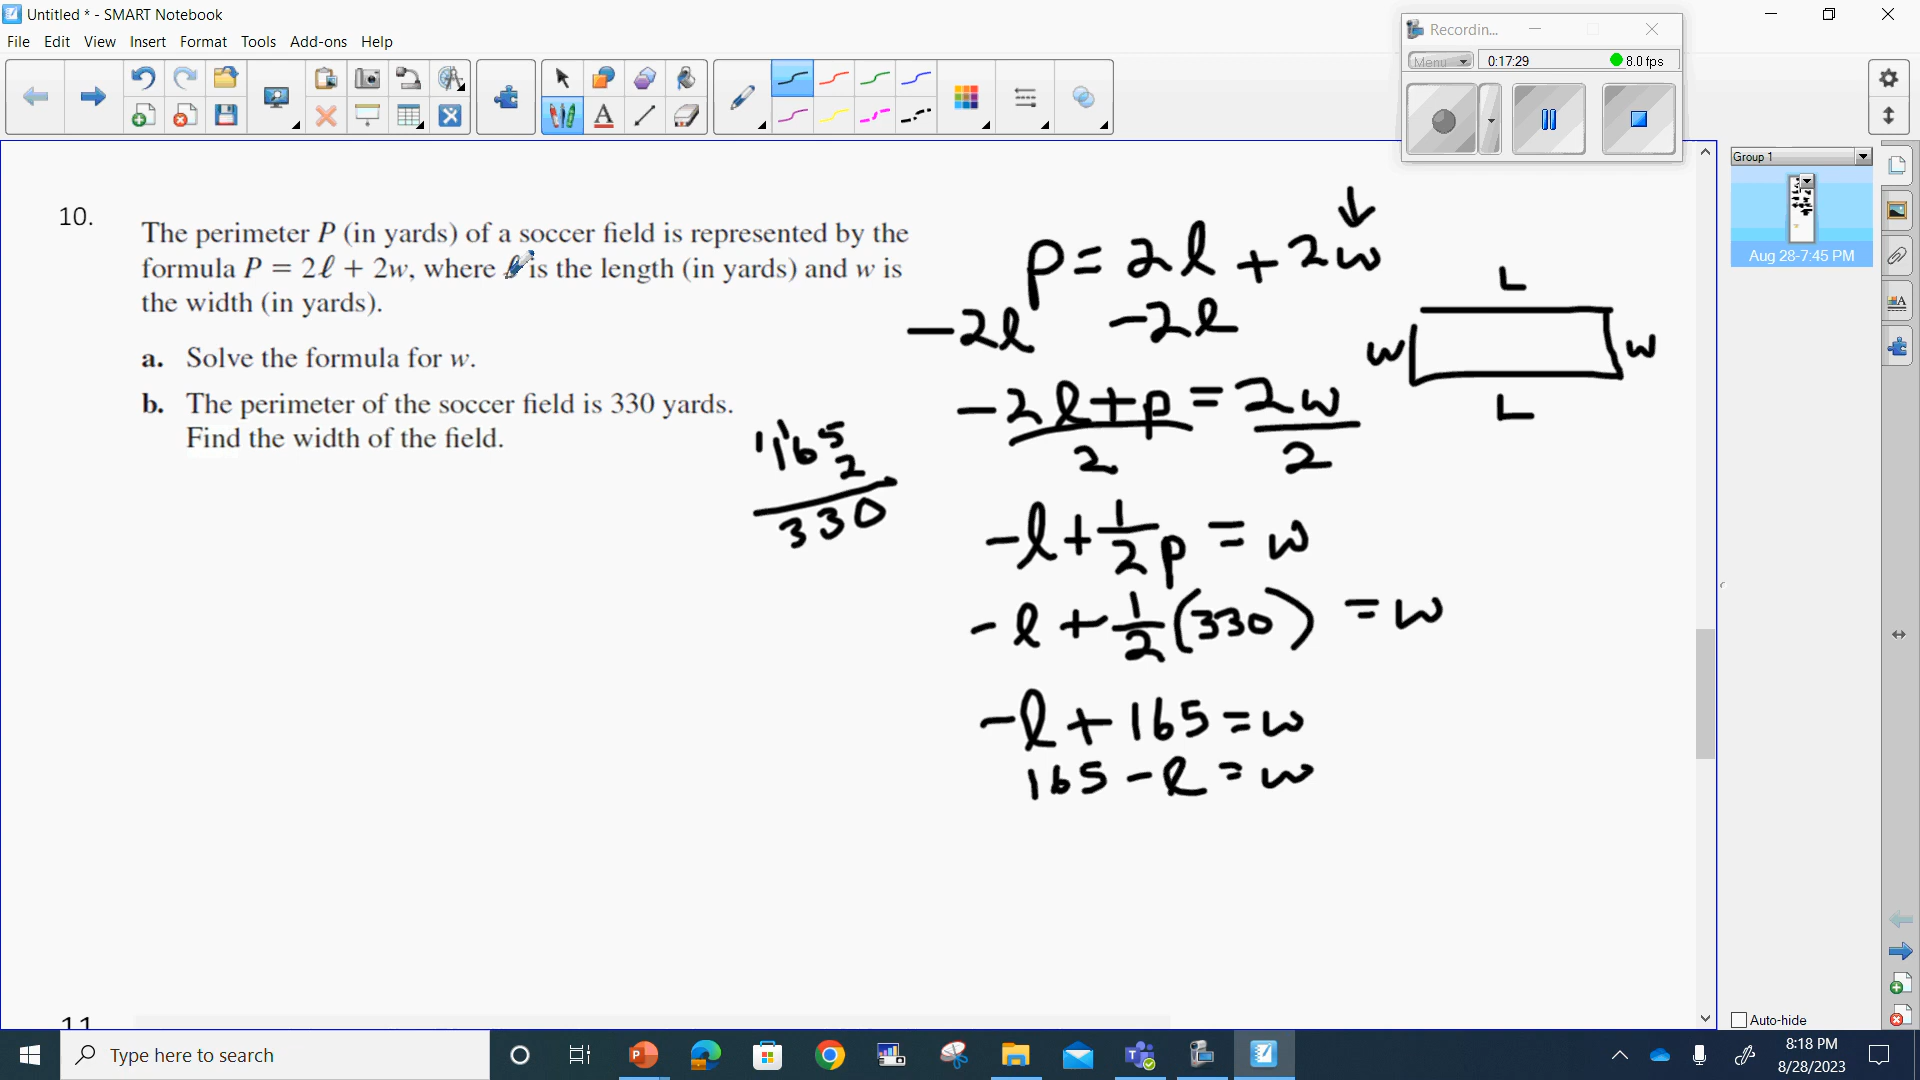 Untitled * - SMART Notebook
File Edit View Insert Format Tools Add-ons Help
Recordin...
Menu 0:17:29 8.0 fps
Group 1
Aug 28-7:45 PM
10.
The perimeter P (in yards) of a soccer field is represented by the
formula P = 2ℓ + 2w, where ℓ is the length (in yards) and w is
the width (in yards).
a. Solve the formula for w.
b. The perimeter of the soccer field is 330 yards.
Find the width of the field.
1 1
165
2
330
P = 2l + 2w
-2l -2l
-2l + p = 2w
2 2
-l + 1/2 p = w
-l + 1/2 (330) = w
-l + 165 = w
165 - l = w
L
w w
L
11
Auto-hide
Type here to search
8:18 PM
8/28/2023